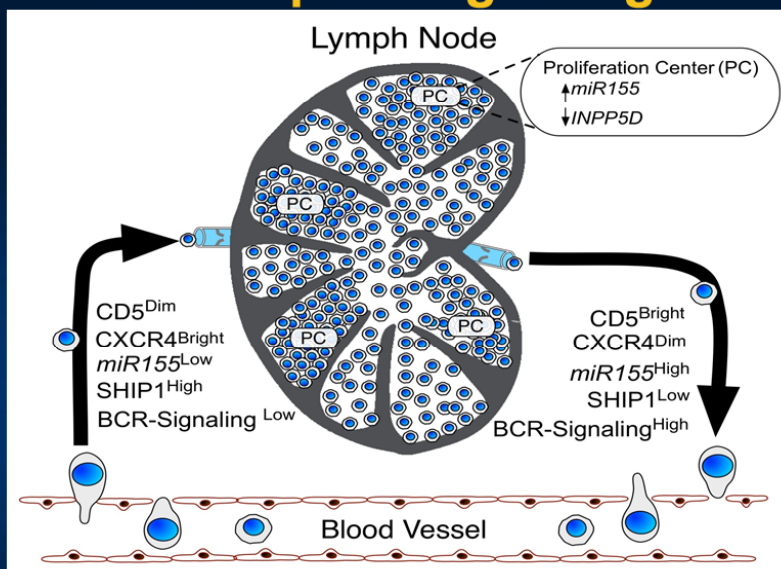 Lymph Node
Proliferation Center (PC)
↑miR155
↓INPP5D
PC
PC
PC
PC
CD5Dim
CXCR4Bright
miR155Low
SHIP1High
BCR-Signaling Low
CD5Bright
CXCR4Dim
miR155High
SHIP1Low
BCR-SignalingHigh
Blood Vessel